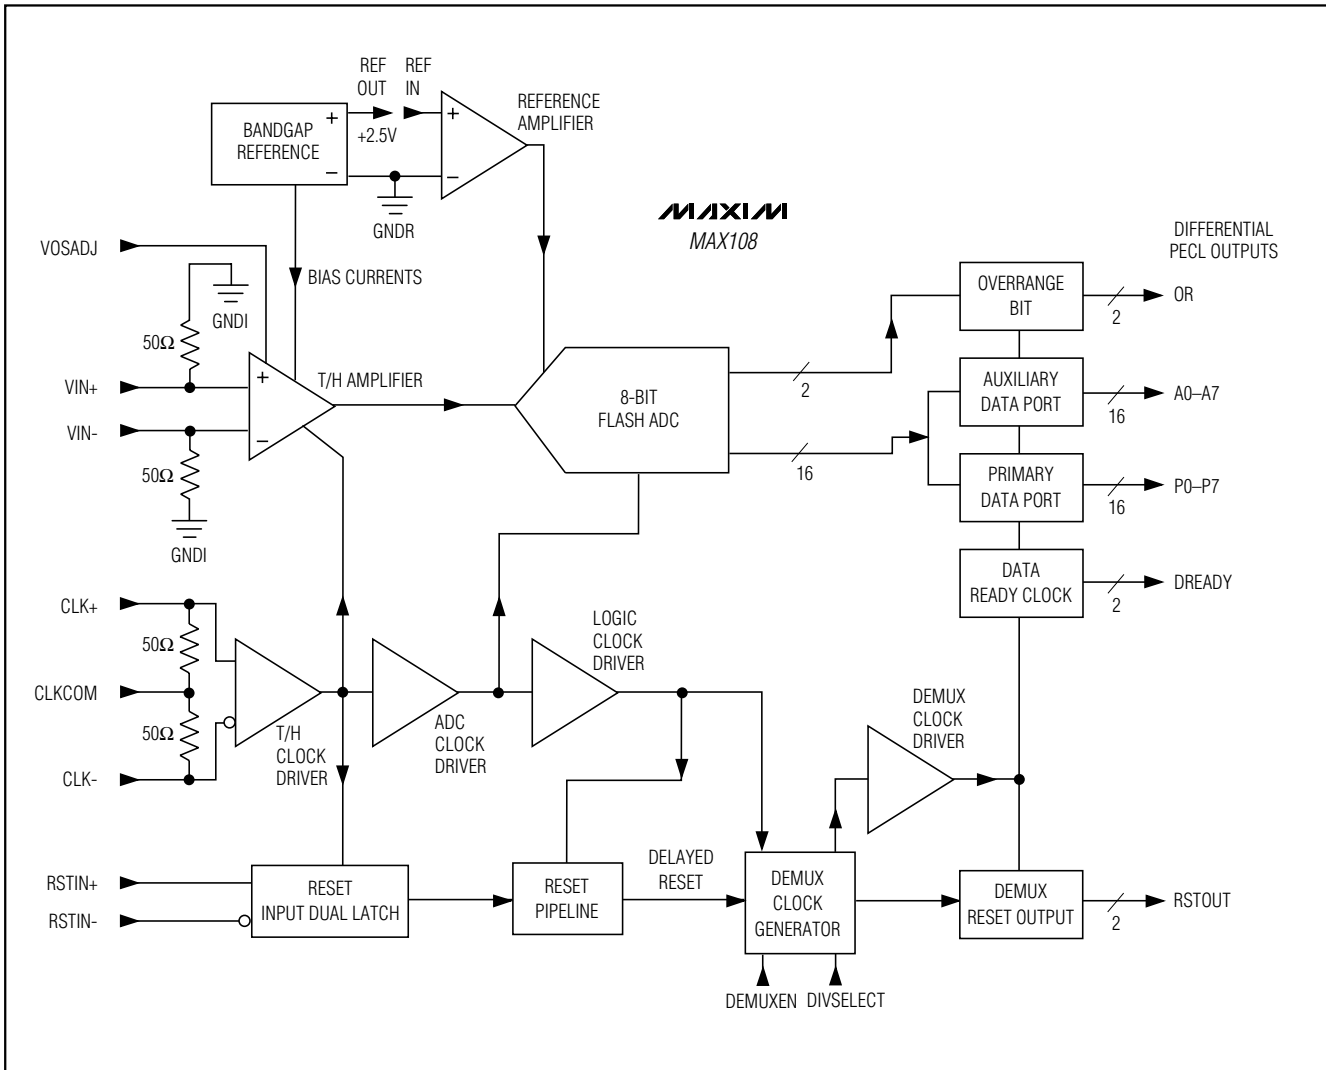 REF
OUT
REF
IN
+2.5V
BANDGAP
REFERENCE
+
−
+
−
REFERENCE
AMPLIFIER
GNDR
MAXIM
MAX108
DIFFERENTIAL
PECL OUTPUTS
VOSADJ
BIAS CURRENTS
GNDI
50Ω
VIN+
VIN-
+
−
T/H AMPLIFIER
50Ω
GNDI
8-BIT
FLASH ADC
2
16
OVERRANGE
BIT
2
OR
AUXILIARY
DATA PORT
16
A0–A7
PRIMARY
DATA PORT
16
P0–P7
DATA
READY CLOCK
2
DREADY
CLK+
50Ω
CLKCOM
50Ω
CLK-
T/H
CLOCK
DRIVER
ADC
CLOCK
DRIVER
LOGIC
CLOCK
DRIVER
DEMUX
CLOCK
DRIVER
RSTIN+
RSTIN-
RESET
INPUT DUAL LATCH
RESET
PIPELINE
DELAYED
RESET
DEMUX
CLOCK
GENERATOR
DEMUX
RESET OUTPUT
2
RSTOUT
DEMUXEN
DIVSELECT